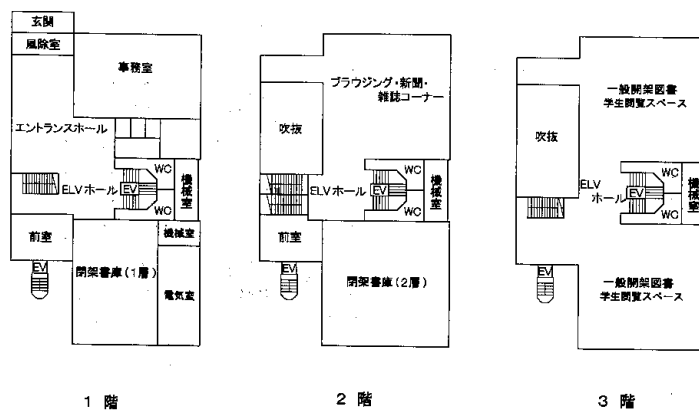 玄関
風除室
事務室
エントランスホール
WC
EV
ELVホール
機械室
WC
前室
機械室
EV
閉架書庫(1層)
電気室
1 階
ブラウジング・新聞・
雑誌コーナー
吹抜
WC
EV
ELVホール
機械室
WC
前室
EV
閉架書庫(2層)
2 階
一般開架図書
学生閲覧スペース
吹抜
WC
ELV
ホール
EV
機械室
WC
EV
一般開架図書
学生閲覧スペース
3 階